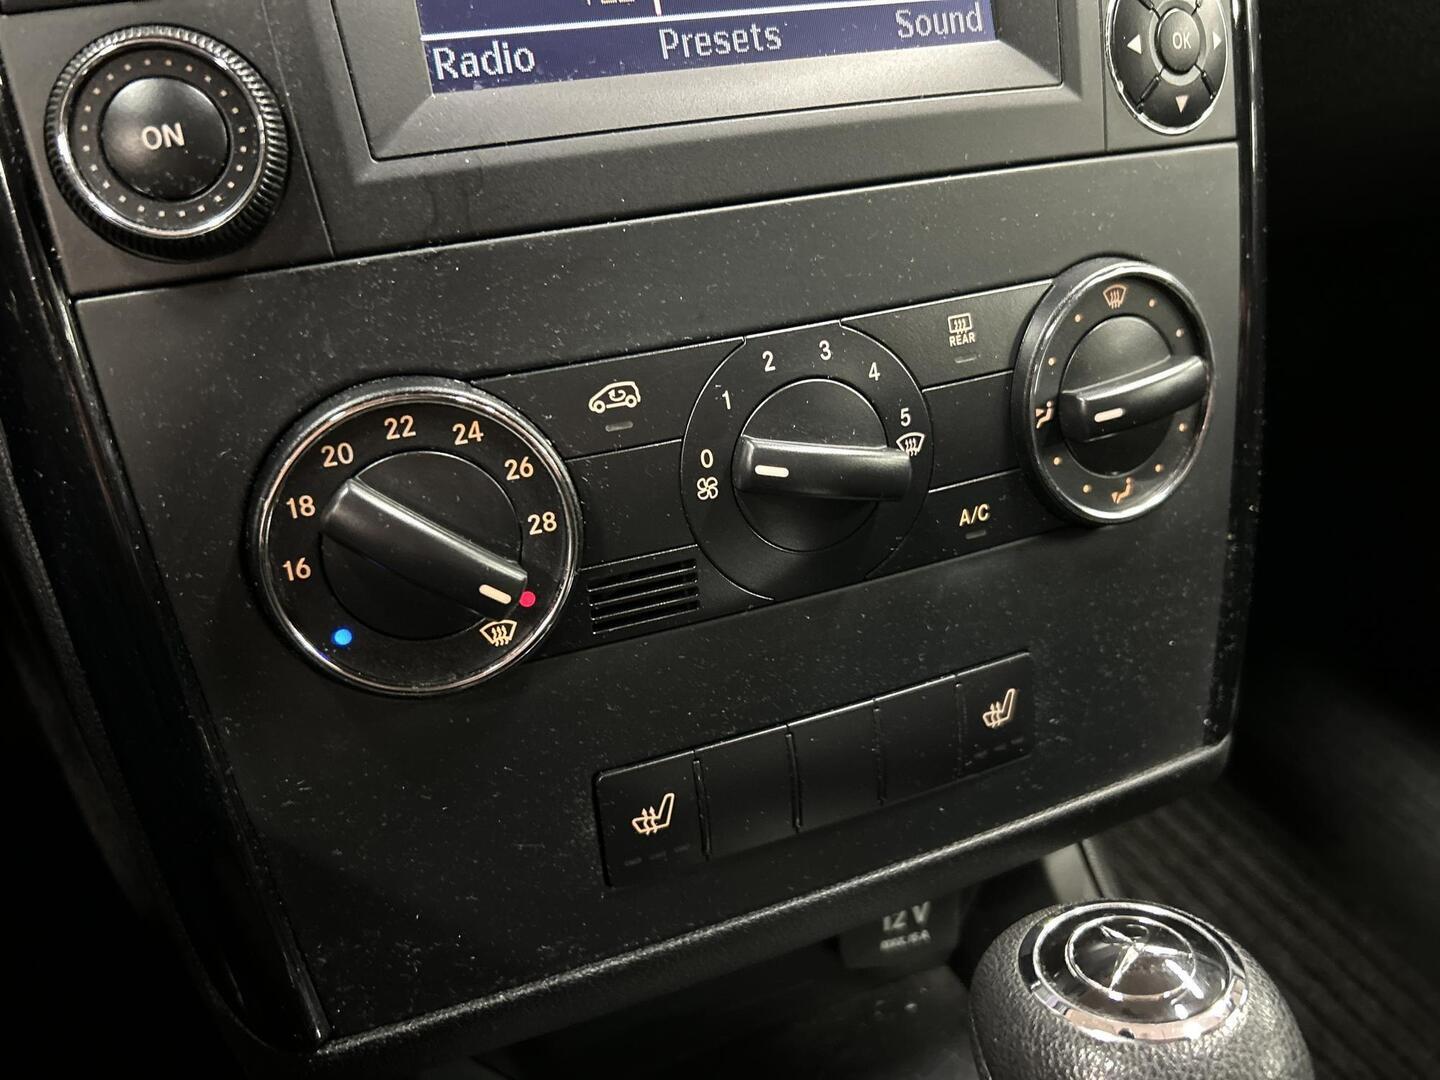 Radio Presets Sound
ON
OK
16 18 20 22 24 26 28
0 1 2 3 4 5
REAR
A/C
12 V